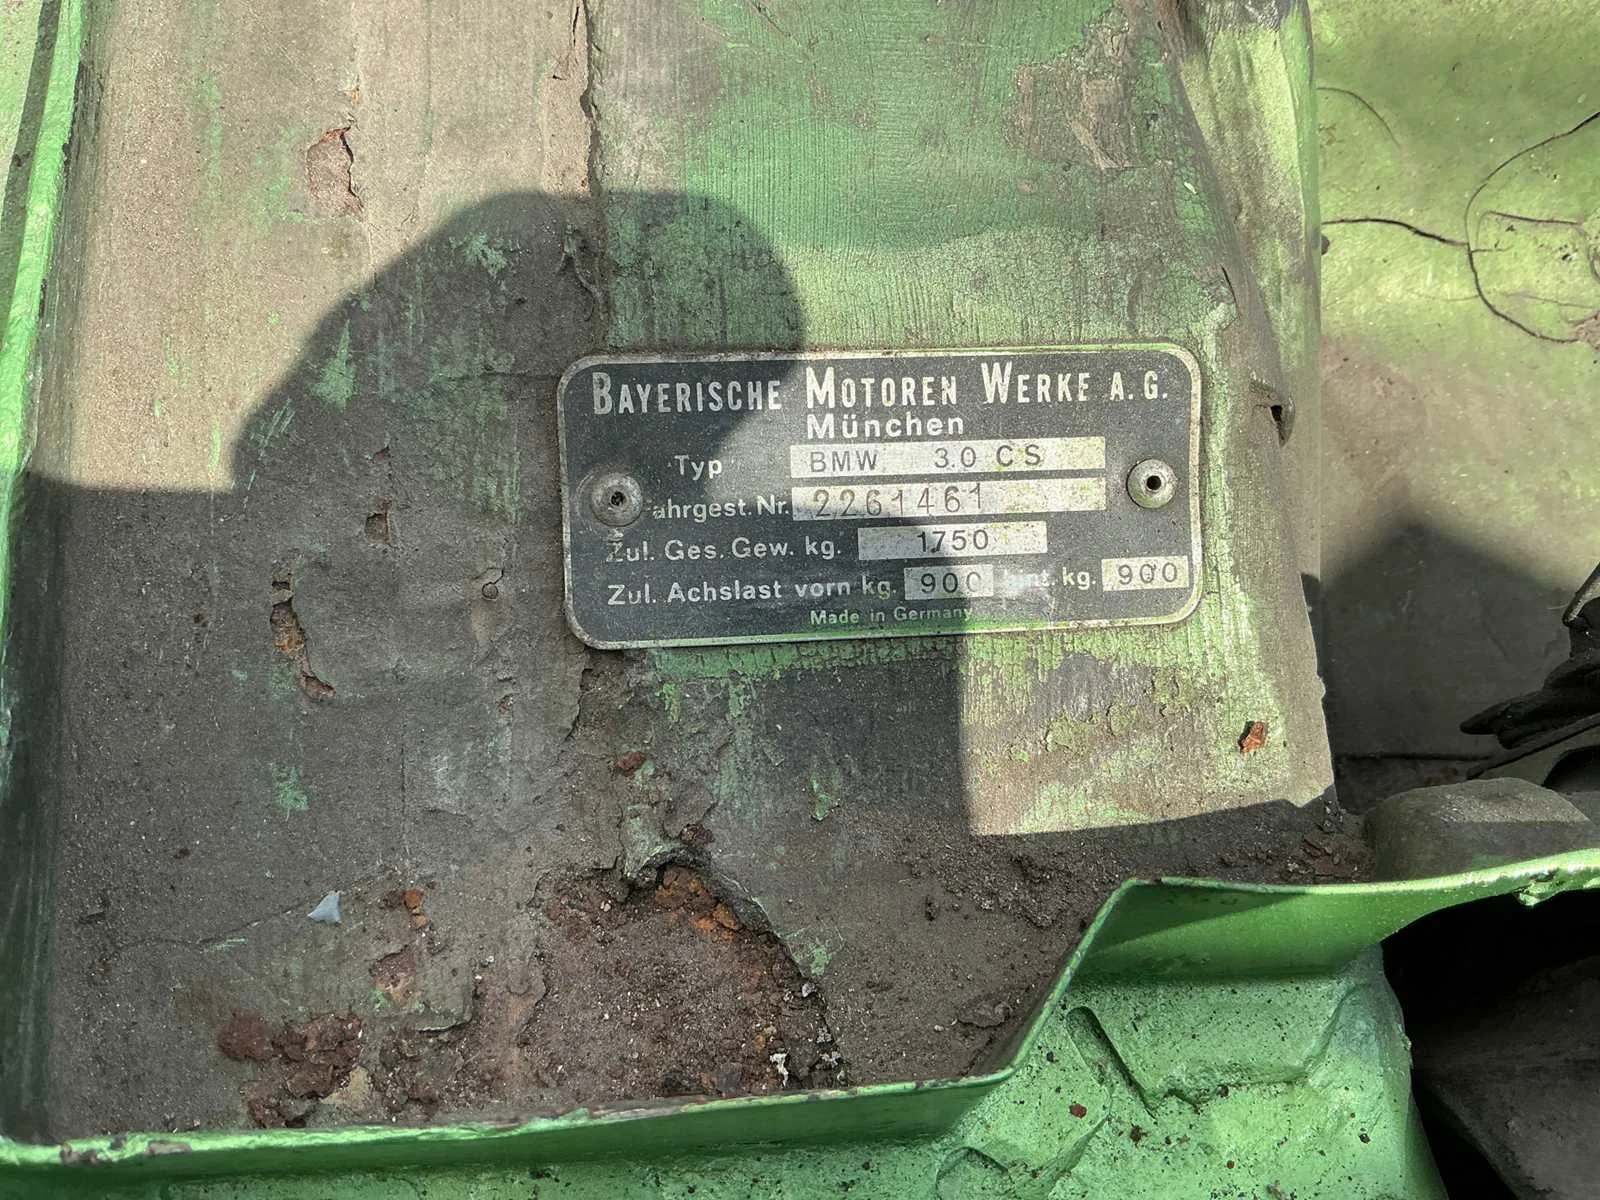 BAYERISCHE MOTOREN WERKE A.G.
München
Typ BMW 3.0 CS
Fahrgest. Nr. 2261461
Zul. Ges. Gew. kg. 1750
Zul. Achslast vorn kg. 900 hint. kg. 900
Made in Germany